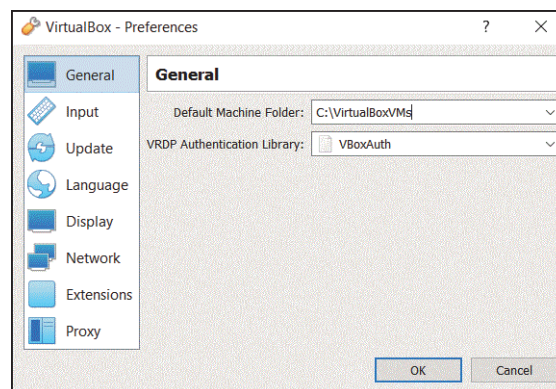 VirtualBox - Preferences
?
General
Input
Update
Language
Display
Network
Extensions
Proxy
General
Default Machine Folder: C:\VirtualBoxVMs
VRDP Authentication Library: VBoxAuth
OK
Cancel